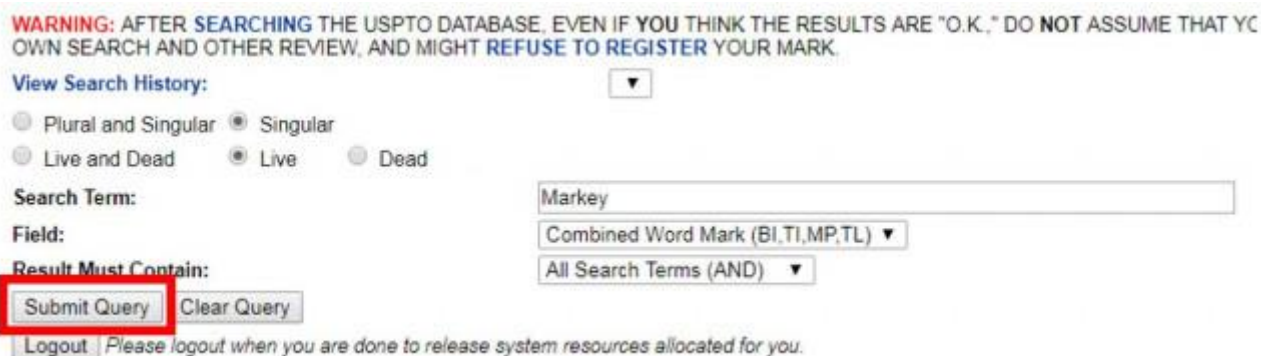 WARNING: AFTER SEARCHING THE USPTO DATABASE, EVEN IF YOU THINK THE RESULTS ARE "O.K.," DO NOT ASSUME THAT
OWN SEARCH AND OTHER REVIEW, AND MIGHT REFUSE TO REGISTER YOUR MARK.
View Search History:
Plural and Singular Singular
Live and Dead Live Dead
Search Term: Markey
Field: Combined Word Mark (BI,TI,MP,TL)
Result Must Contain: All Search Terms (AND)
Submit Query Clear Query
Logout Please logout when you are done to release system resources allocated for you.